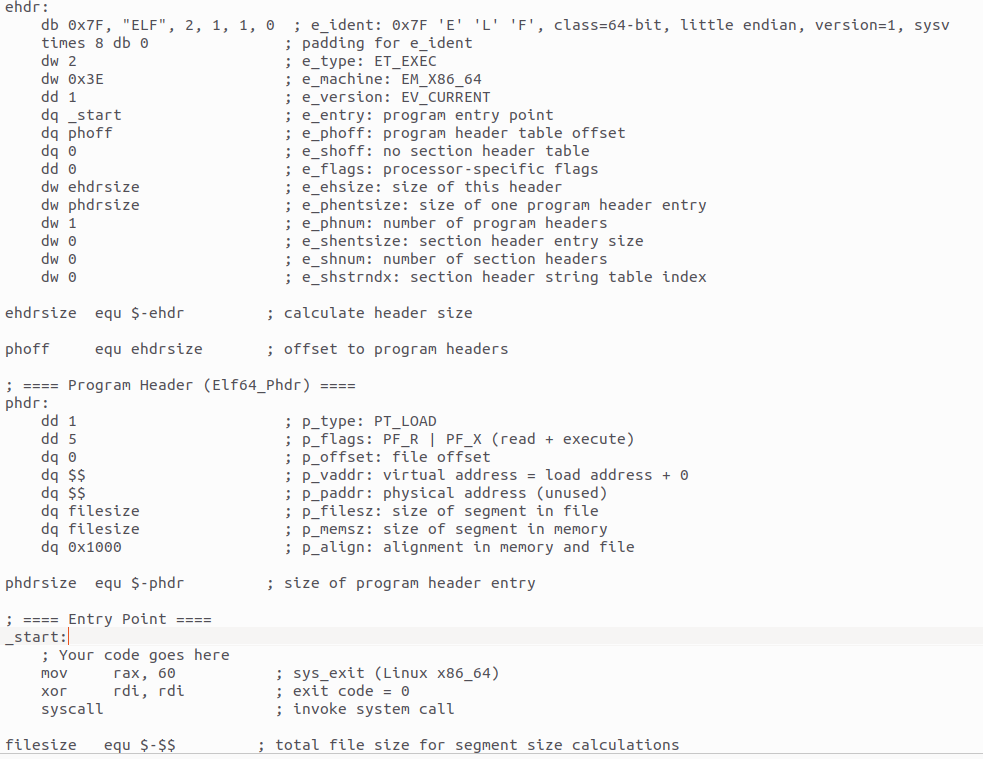 ehdr:
    db 0x7F, "ELF", 2, 1, 1, 0  ; e_ident: 0x7F 'E' 'L' 'F', class=64-bit, little endian, version=1, sysv
    times 8 db 0               ; padding for e_ident
    dw 2                       ; e_type: ET_EXEC
    dw 0x3E                    ; e_machine: EM_X86_64
    dd 1                       ; e_version: EV_CURRENT
    dq _start                  ; e_entry: program entry point
    dq phoff                   ; e_phoff: program header table offset
    dq 0                       ; e_shoff: no section header table
    dd 0                       ; e_flags: processor-specific flags
    dw ehdrsize                ; e_ehsize: size of this header
    dw phdrsize                ; e_phentsize: size of one program header entry
    dw 1                       ; e_phnum: number of program headers
    dw 0                       ; e_shentsize: section header entry size
    dw 0                       ; e_shnum: number of section headers
    dw 0                       ; e_shstrndx: section header string table index

ehdrsize  equ $-ehdr         ; calculate header size

phoff     equ ehdrsize       ; offset to program headers

; ==== Program Header (Elf64_Phdr) ====
phdr:
    dd 1                       ; p_type: PT_LOAD
    dd 5                       ; p_flags: PF_R | PF_X (read + execute)
    dq 0                       ; p_offset: file offset
    dq $$                      ; p_vaddr: virtual address = load address + 0
    dq $$                      ; p_paddr: physical address (unused)
    dq filesize                ; p_filesz: size of segment in file
    dq filesize                ; p_memsz: size of segment in memory
    dq 0x1000                  ; p_align: alignment in memory and file

phdrsize  equ $-phdr         ; size of program header entry

; ==== Entry Point ====
_start:
    ; Your code goes here
    mov     rax, 60           ; sys_exit (Linux x86_64)
    xor     rdi, rdi          ; exit code = 0
    syscall                   ; invoke system call

filesize   equ $-$$         ; total file size for segment size calculations